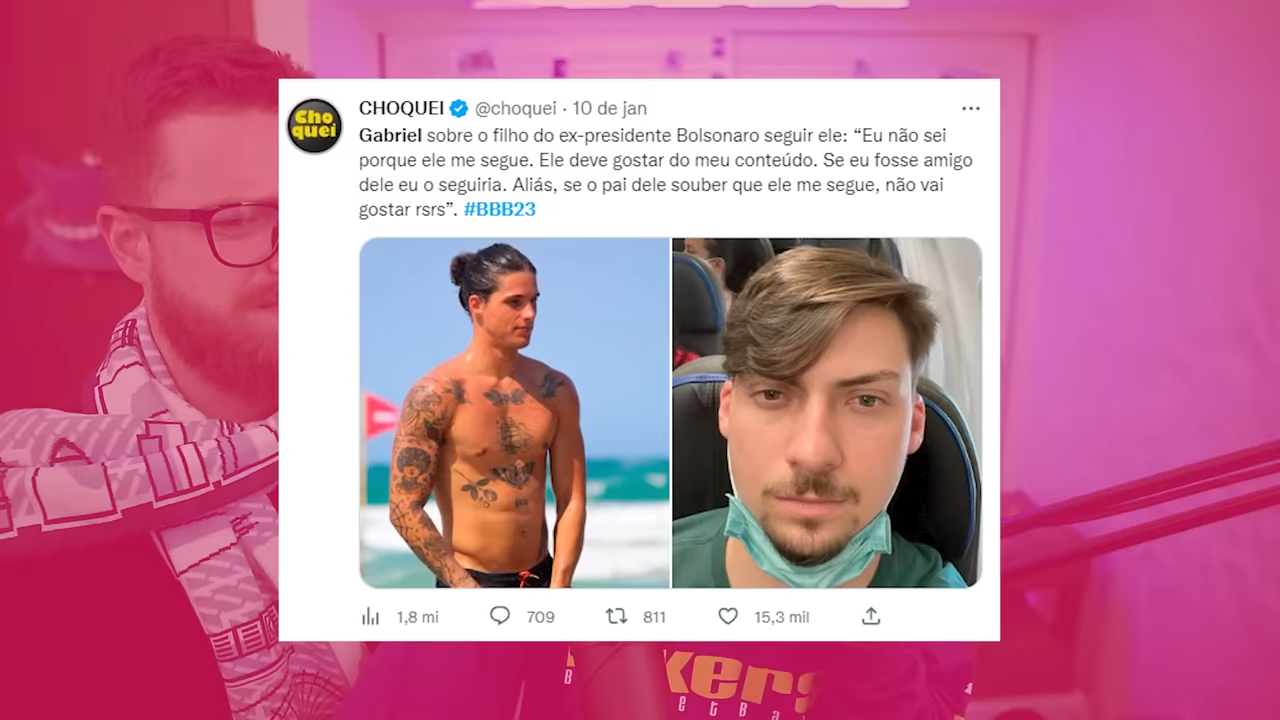 Cho
quei
CHOQUEI @choquei · 10 de jan
Gabriel sobre o filho do ex-presidente Bolsonaro seguir ele: “Eu não sei
porque ele me segue. Ele deve gostar do meu conteúdo. Se eu fosse amigo
dele eu o seguiria. Aliás, se o pai dele souber que ele me segue, não vai
gostar rsrs”. #BBB23
1,8 mi 709 811 15,3 mil